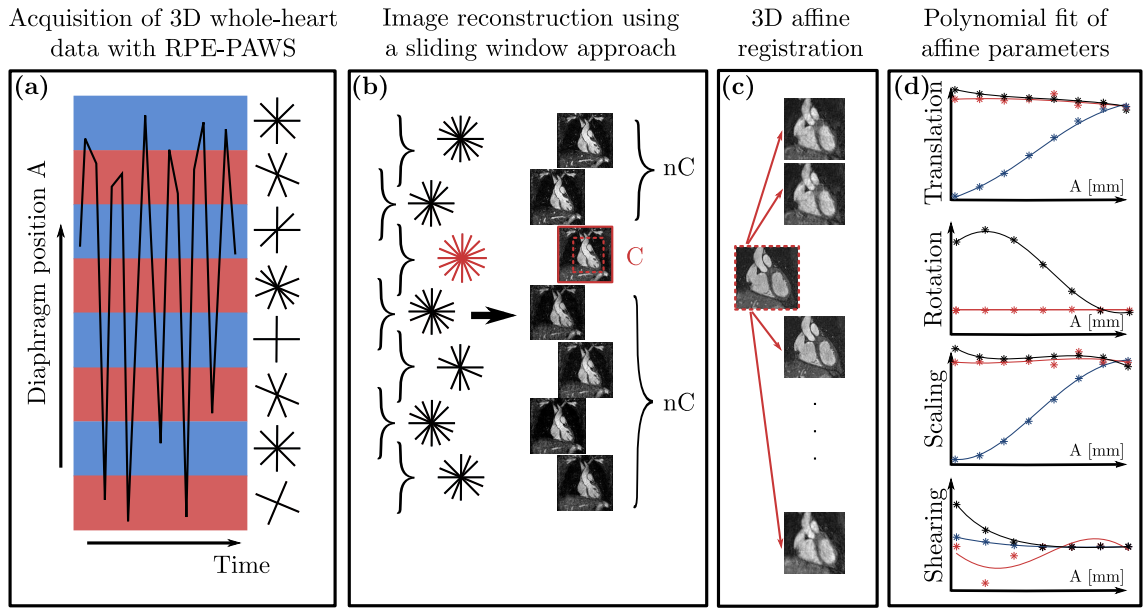 Acquisition of 3D whole-heart
data with RPE-PAWS
Image reconstruction using
a sliding window approach
3D affine
registration
Polynomial fit of
affine parameters
(a)
Diaphragm position A
Time
(b)
nC
C
nC
(c)
(d)
Translation
A [mm]
Rotation
A [mm]
Scaling
A [mm]
Shearing
A [mm]